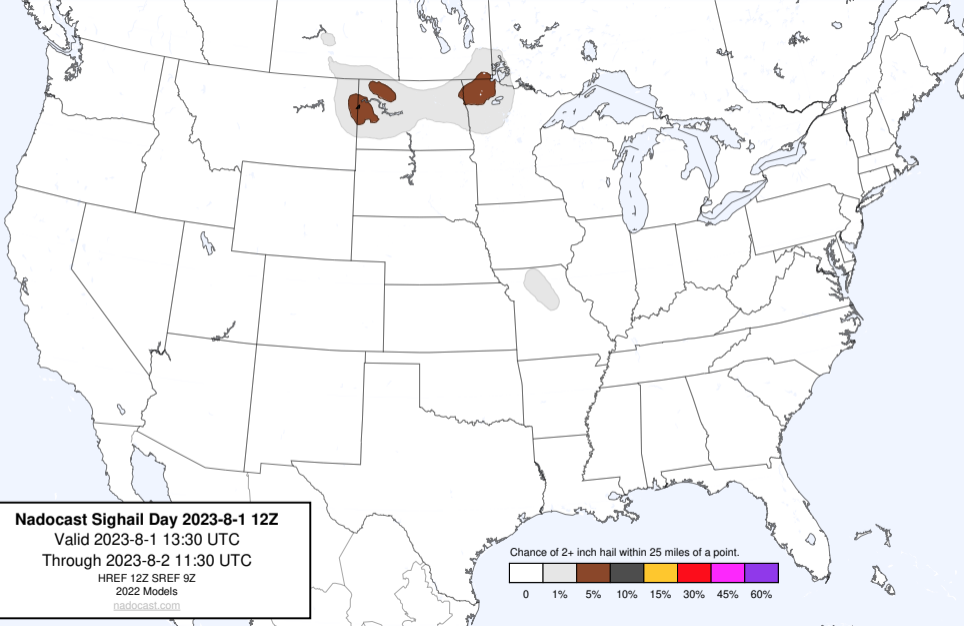 Nadocast Sighail Day 2023-8-1 12Z
Valid 2023-8-1 13:30 UTC
Through 2023-8-2 11:30 UTC
HREF 12Z SREF 9Z
2022 Models
nadocast.com
Chance of 2+ inch hail within 25 miles of a point.
0 1% 5% 10% 15% 30% 45% 60%